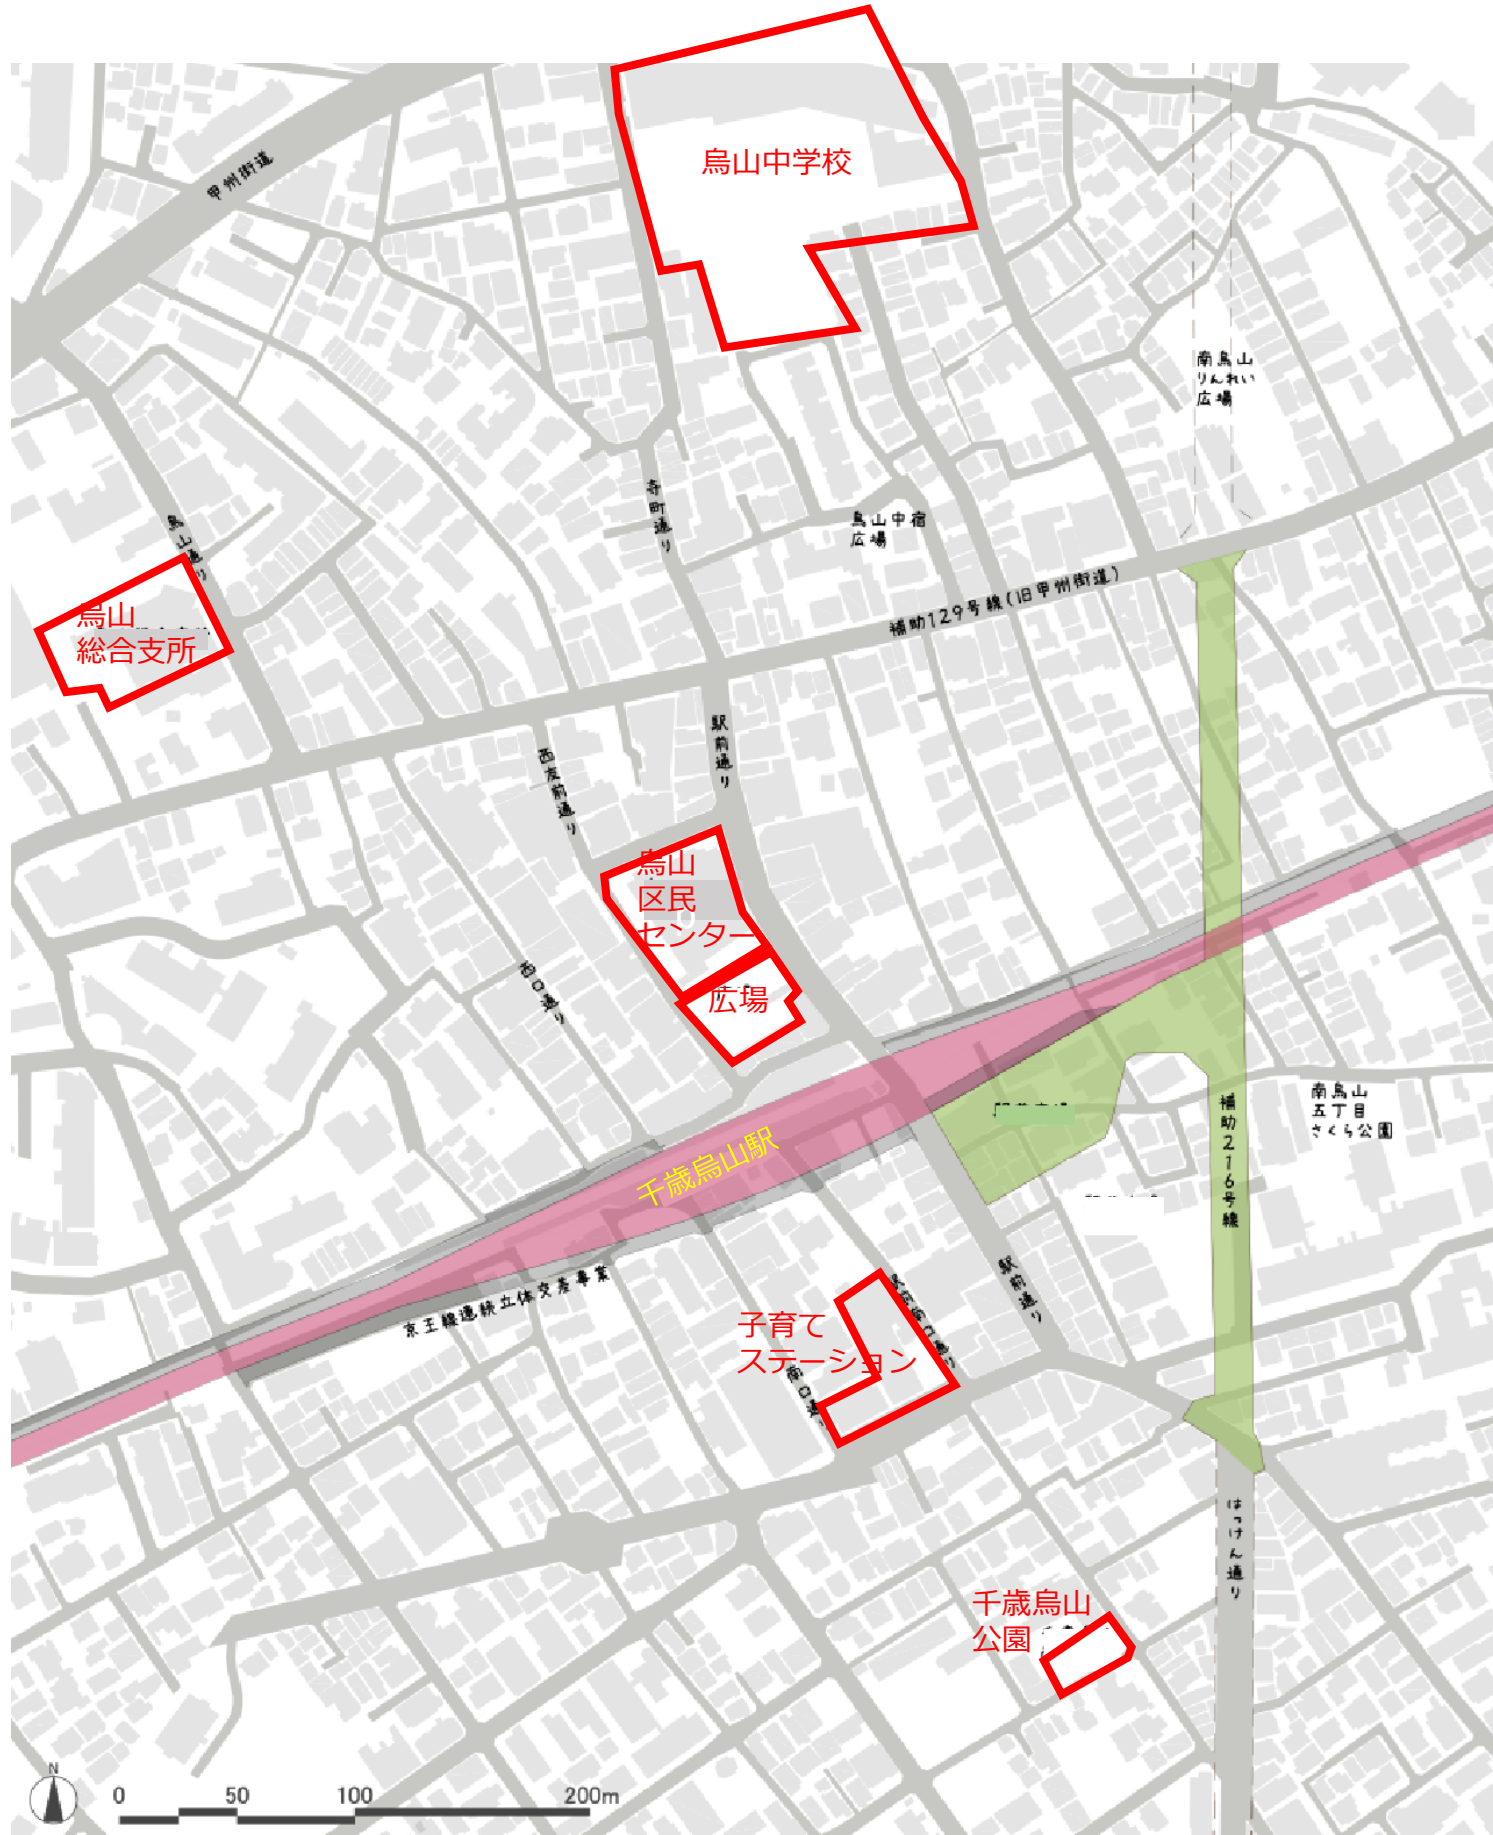 烏山中学校
甲州街道
南烏山
りんれい
広場
寺町通り
烏山通り
烏山中宿
広場
補助129号線(旧甲州街道)
烏山
総合支所
駅前通り
西友前通り
烏山
区民
センター
広場
西口通り
南烏山
五丁目
さくら公園
補助216号線
千歳烏山駅
京王線連続立体交差事業
駅前通り
子育て
ステーション
南口通り
はっけん通り
千歳烏山
公園
N
0 50 100 200m